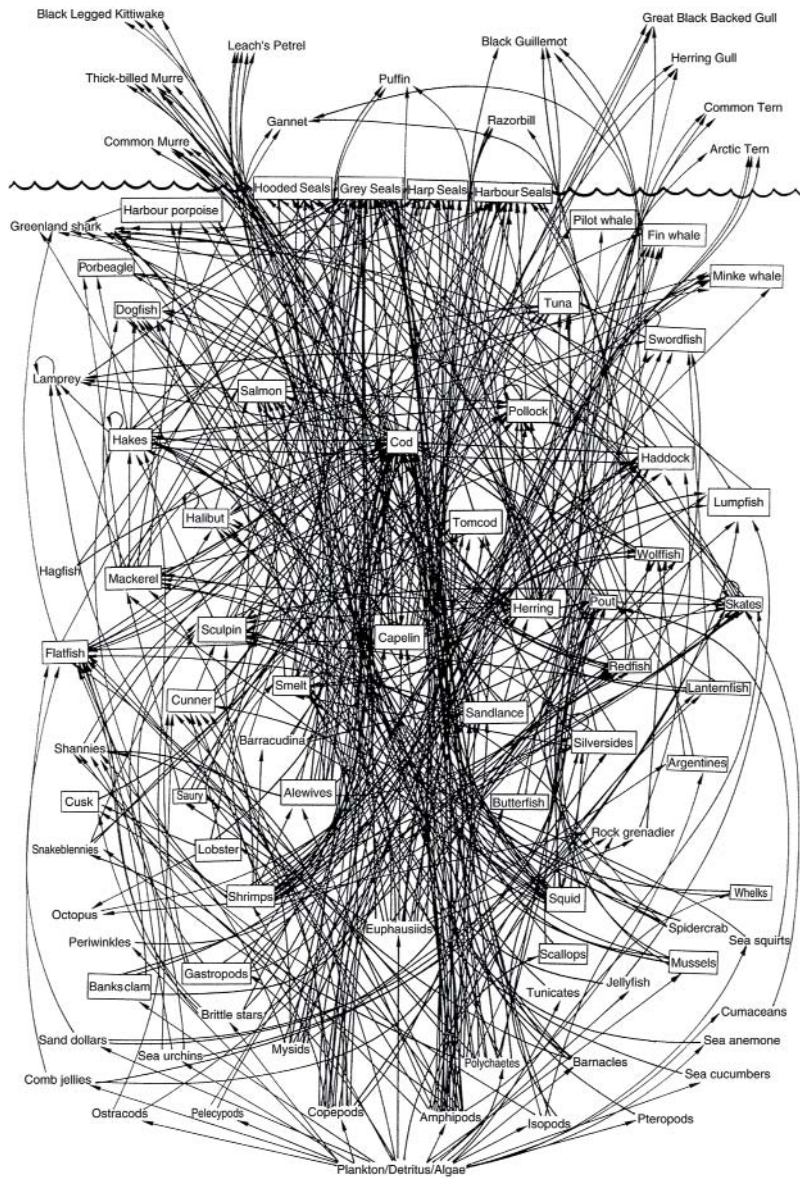 Black Legged Kittiwake
Great Black Backed Gull
Leach's Petrel
Black Guillemot
Herring Gull
Thick-billed Murre
Puffin
Common Tern
Gannet
Razorbill
Common Murre
Arctic Tern
Hooded Seals
Grey Seals
Harp Seals
Harbour Seals
Harbour porpoise
Pilot whale
Greenland shark
Fin whale
Porbeagle
Minke whale
Dogfish
Tuna
Swordfish
Lamprey
Salmon
Pollock
Hakes
Cod
Haddock
Lumpfish
Halibut
Tomcod
Wolffish
Hagfish
Mackerel
Herring
Pout
Skates
Sculpin
Capelin
Flatfish
Redfish
Smelt
Lanternfish
Cunner
Sandlance
Barracudina
Silversides
Shannies
Argentines
Cusk
Saury
Alewives
Butterfish
Rock grenadier
Snakeblennies
Lobster
Shrimps
Squid
Whelks
Octopus
Euphausiids
Spidercrab
Sea squirts
Periwinkles
Scallops
Mussels
Banksclam
Gastropods
Jellyfish
Tunicates
Brittle stars
Cumaceans
Sand dollars
Sea urchins
Mysids
Polychaetes
Barnacles
Sea anemone
Comb jellies
Sea cucumbers
Ostracods
Pelecypods
Copepods
Amphipods
Isopods
Pteropods
Plankton/Detritus/Algae